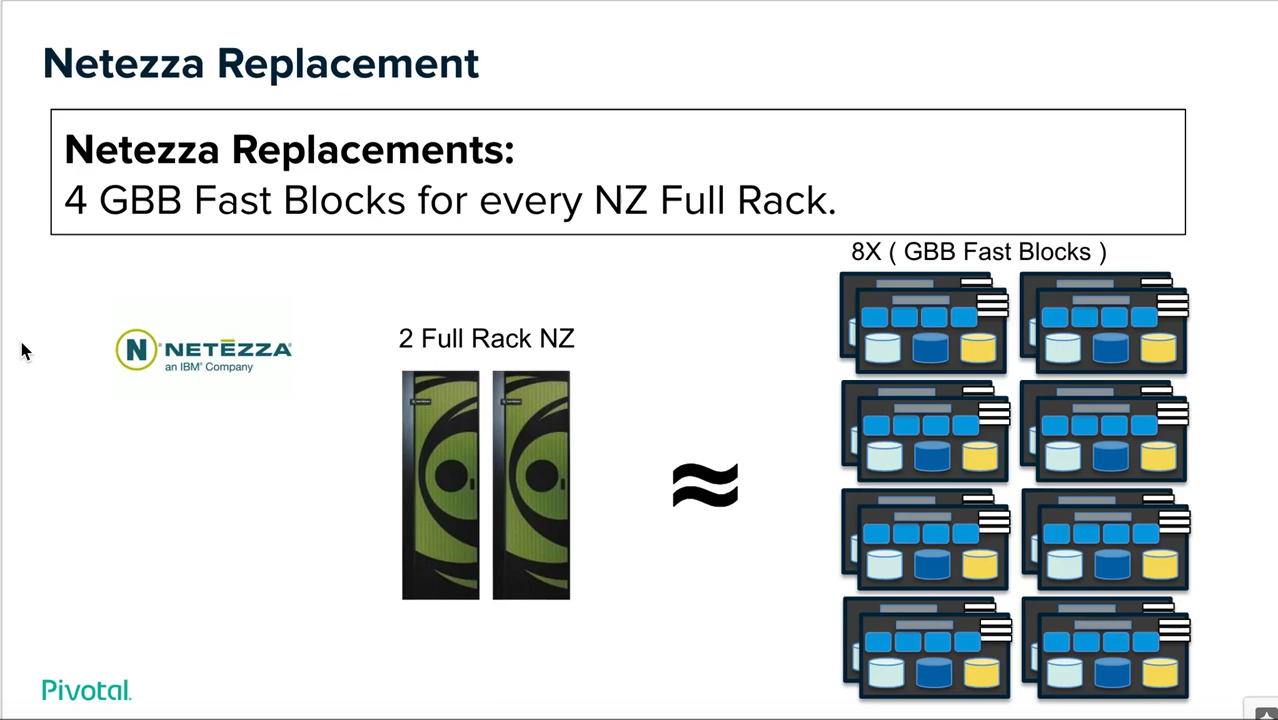 Netezza Replacement
Netezza Replacements:
4 GBB Fast Blocks for every NZ Full Rack.
8X ( GBB Fast Blocks )
2 Full Rack NZ
N NETEZZA
an IBM® Company
≈
Pivotal